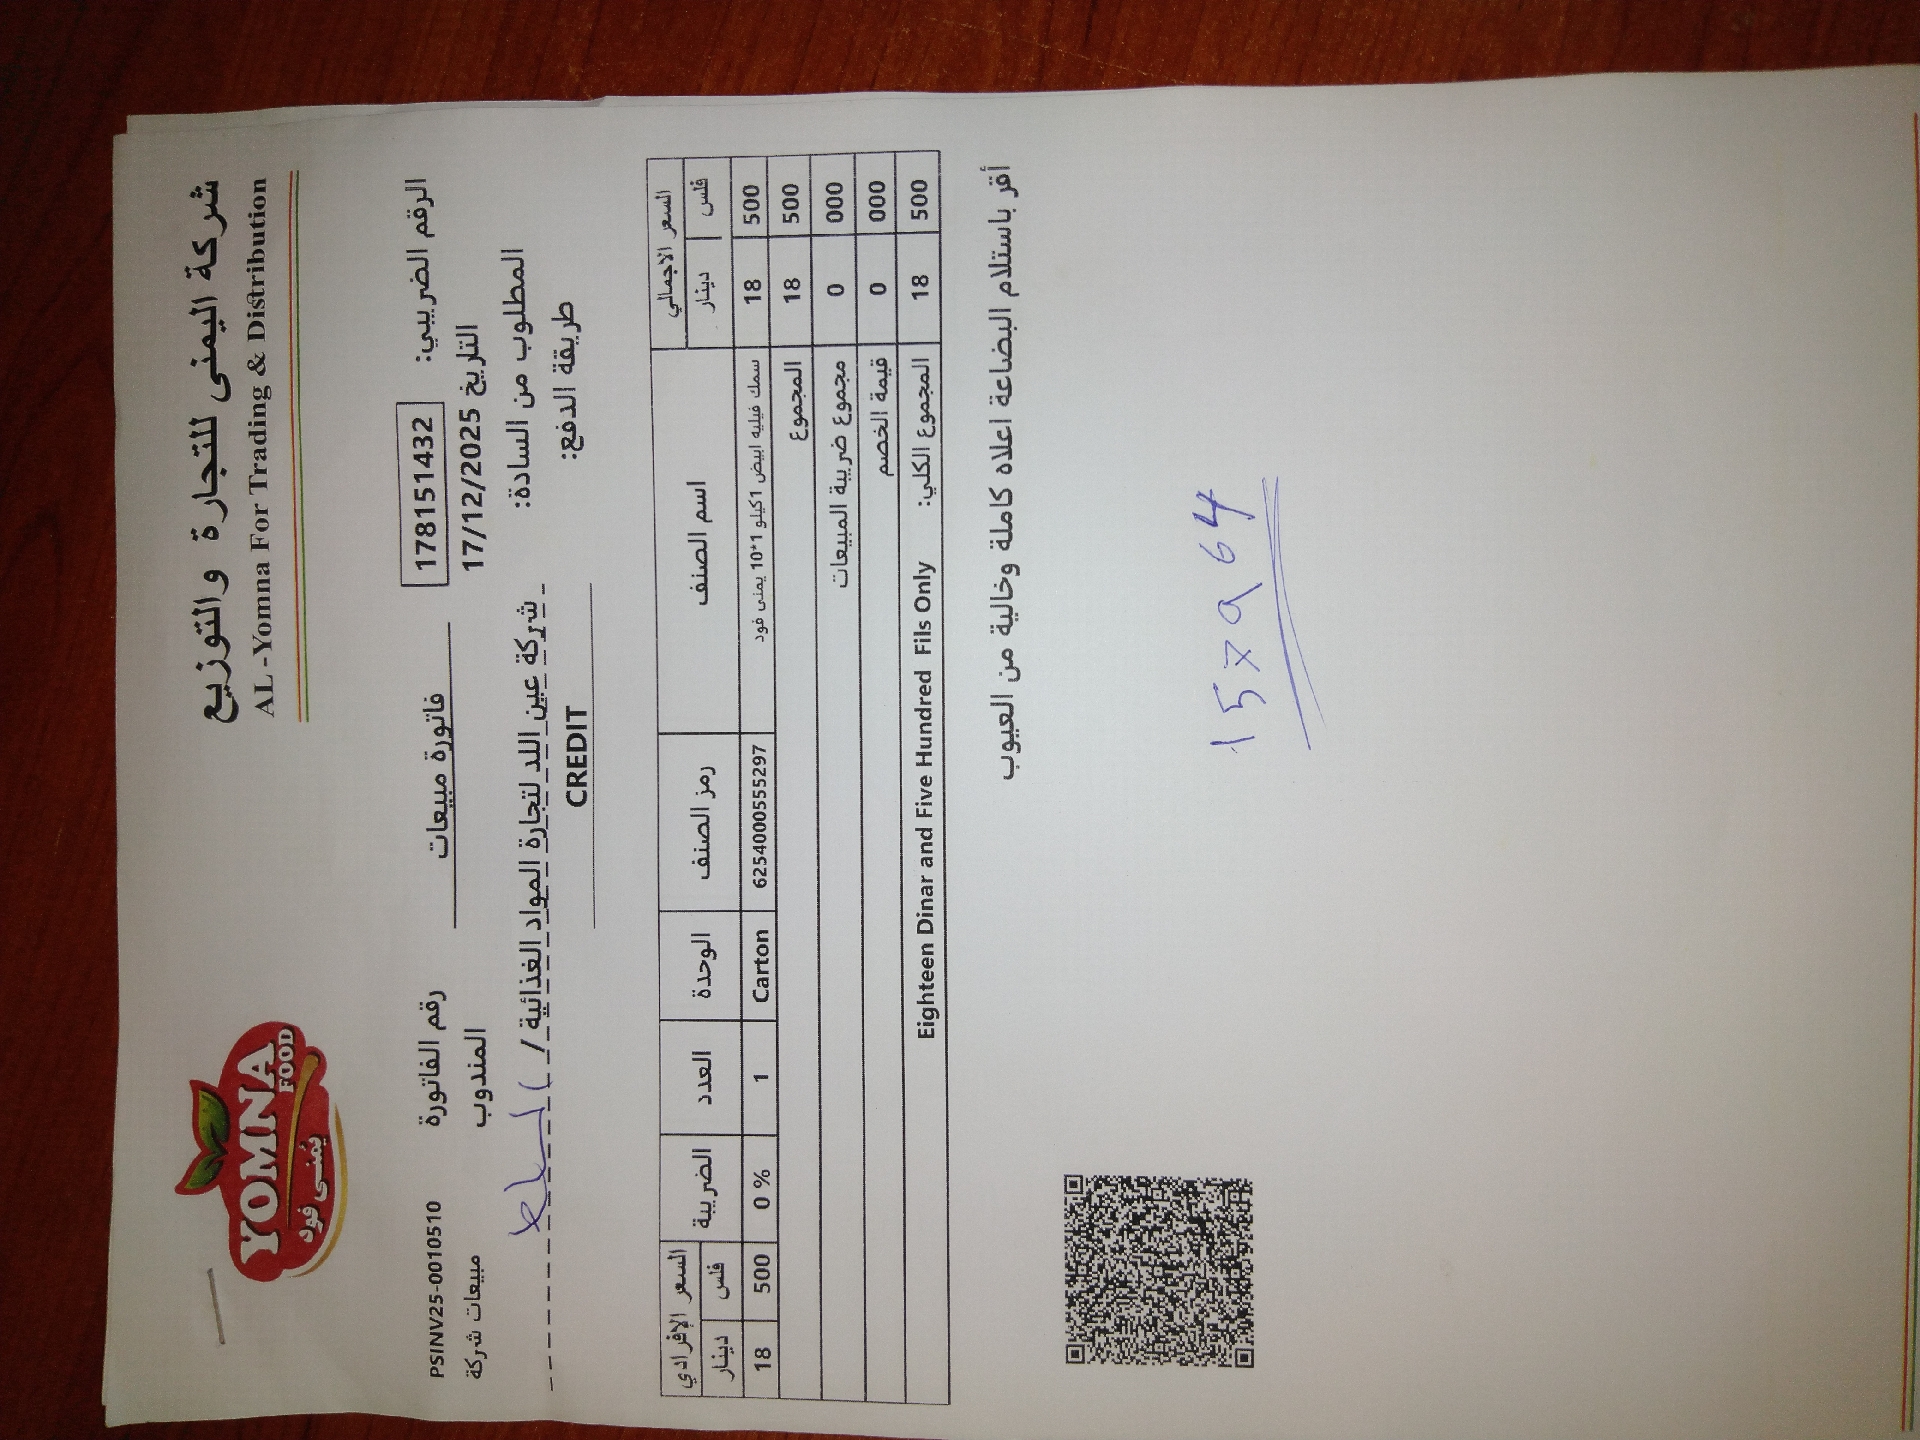 شركة اليمنى للتجارة والتوزيع
AL -Yomna For Trading & Distribution
YOMNA
FOOD
يمنى فود
الرقم الضريبي: 178151432
فاتورة مبيعات
رقم الفاتورة PSINV25-0010510
التاريخ 17/12/2025
المندوب مبيعات شركة
المطلوب من السادة: شركة عين اللد لتجارة المواد الغذائية /
طريقة الدفع: CREDIT
السعر الاجمالي اسم الصنف رمز الصنف الوحدة العدد الضريبة السعر الإفرادي
فلس دينار فلس دينار
500 18 سمك فيليه ابيض 1كيلو 1*10 يمنى فود 6254000555297 Carton 1 0 % 500 18
500 18 المجموع
000 0 مجموع ضريبة المبيعات
000 0 قيمة الخصم
500 18 المجموع الكلي: Eighteen Dinar and Five Hundred Fils Only
أقر باستلام البضاعة اعلاه كاملة وخالية من العيوب